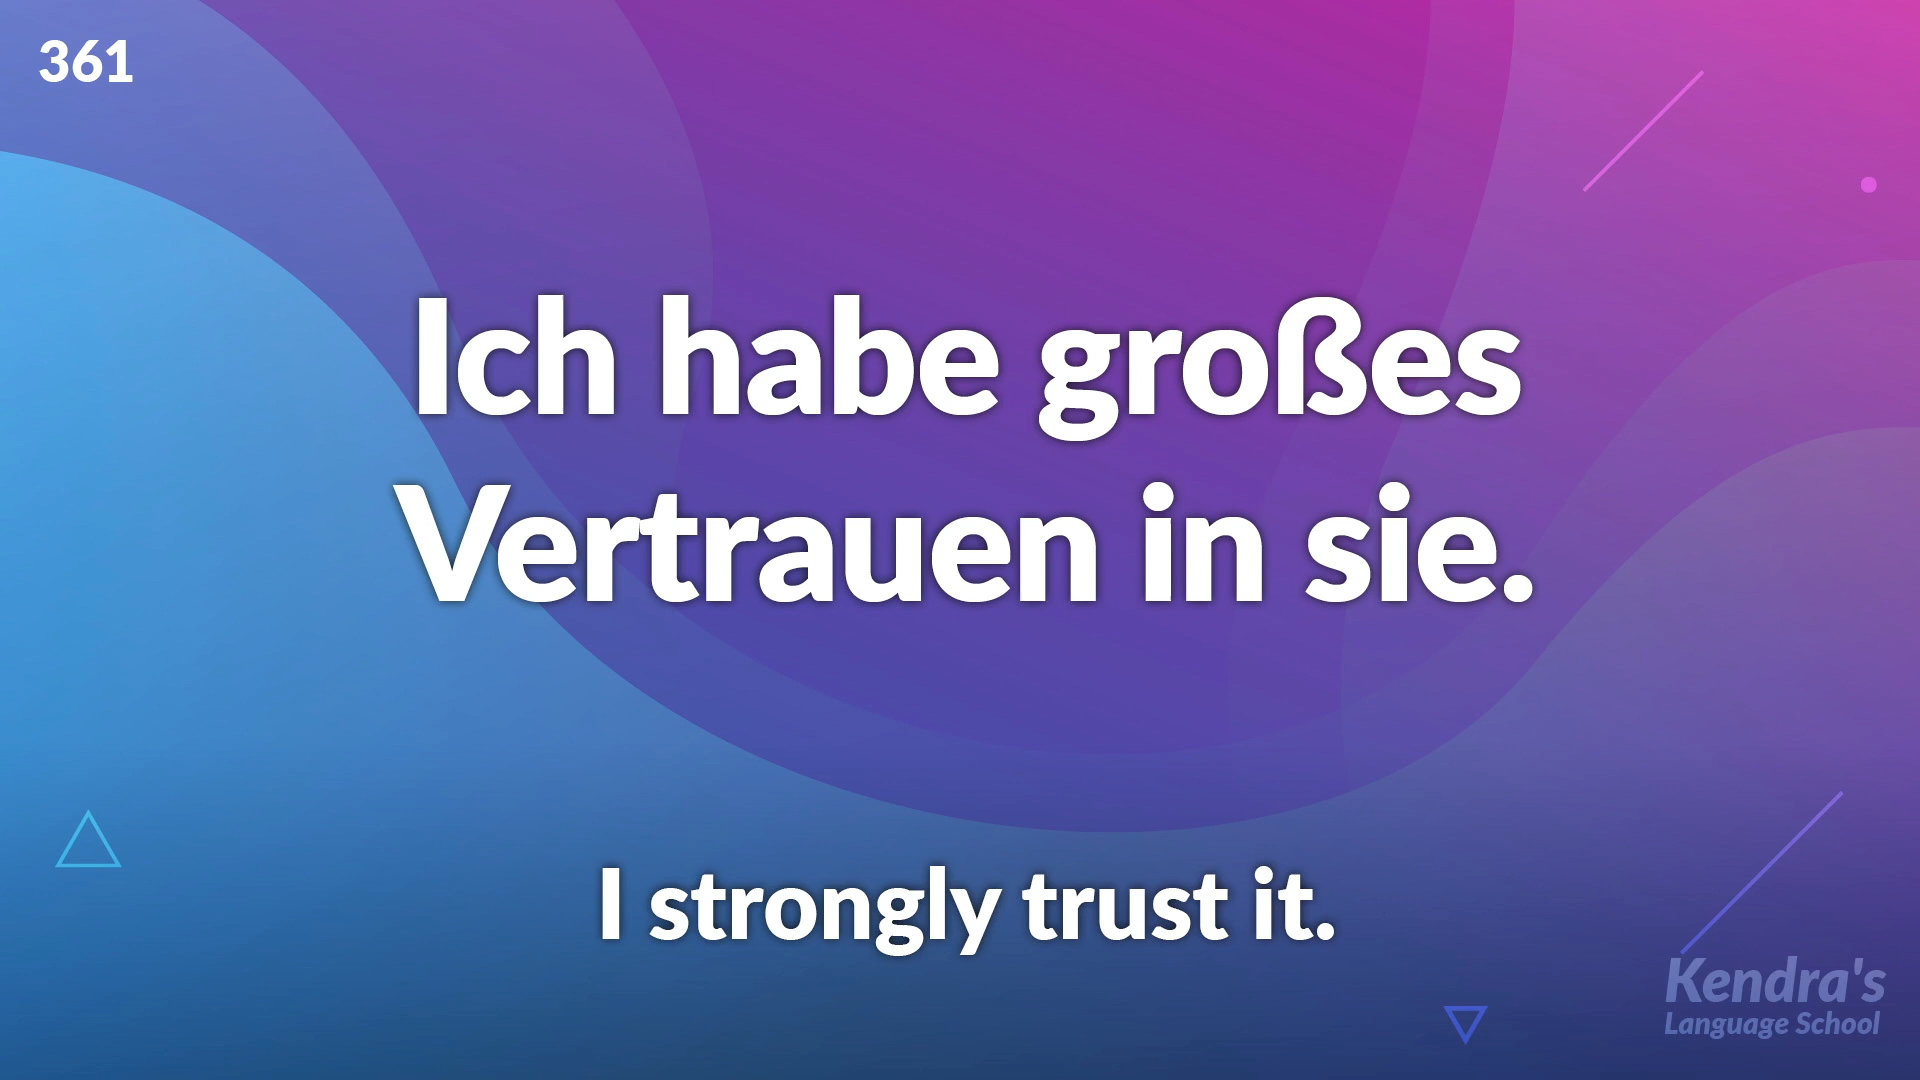 361
Ich habe großes
Vertrauen in sie.
I strongly trust it.
Kendra's
Language School